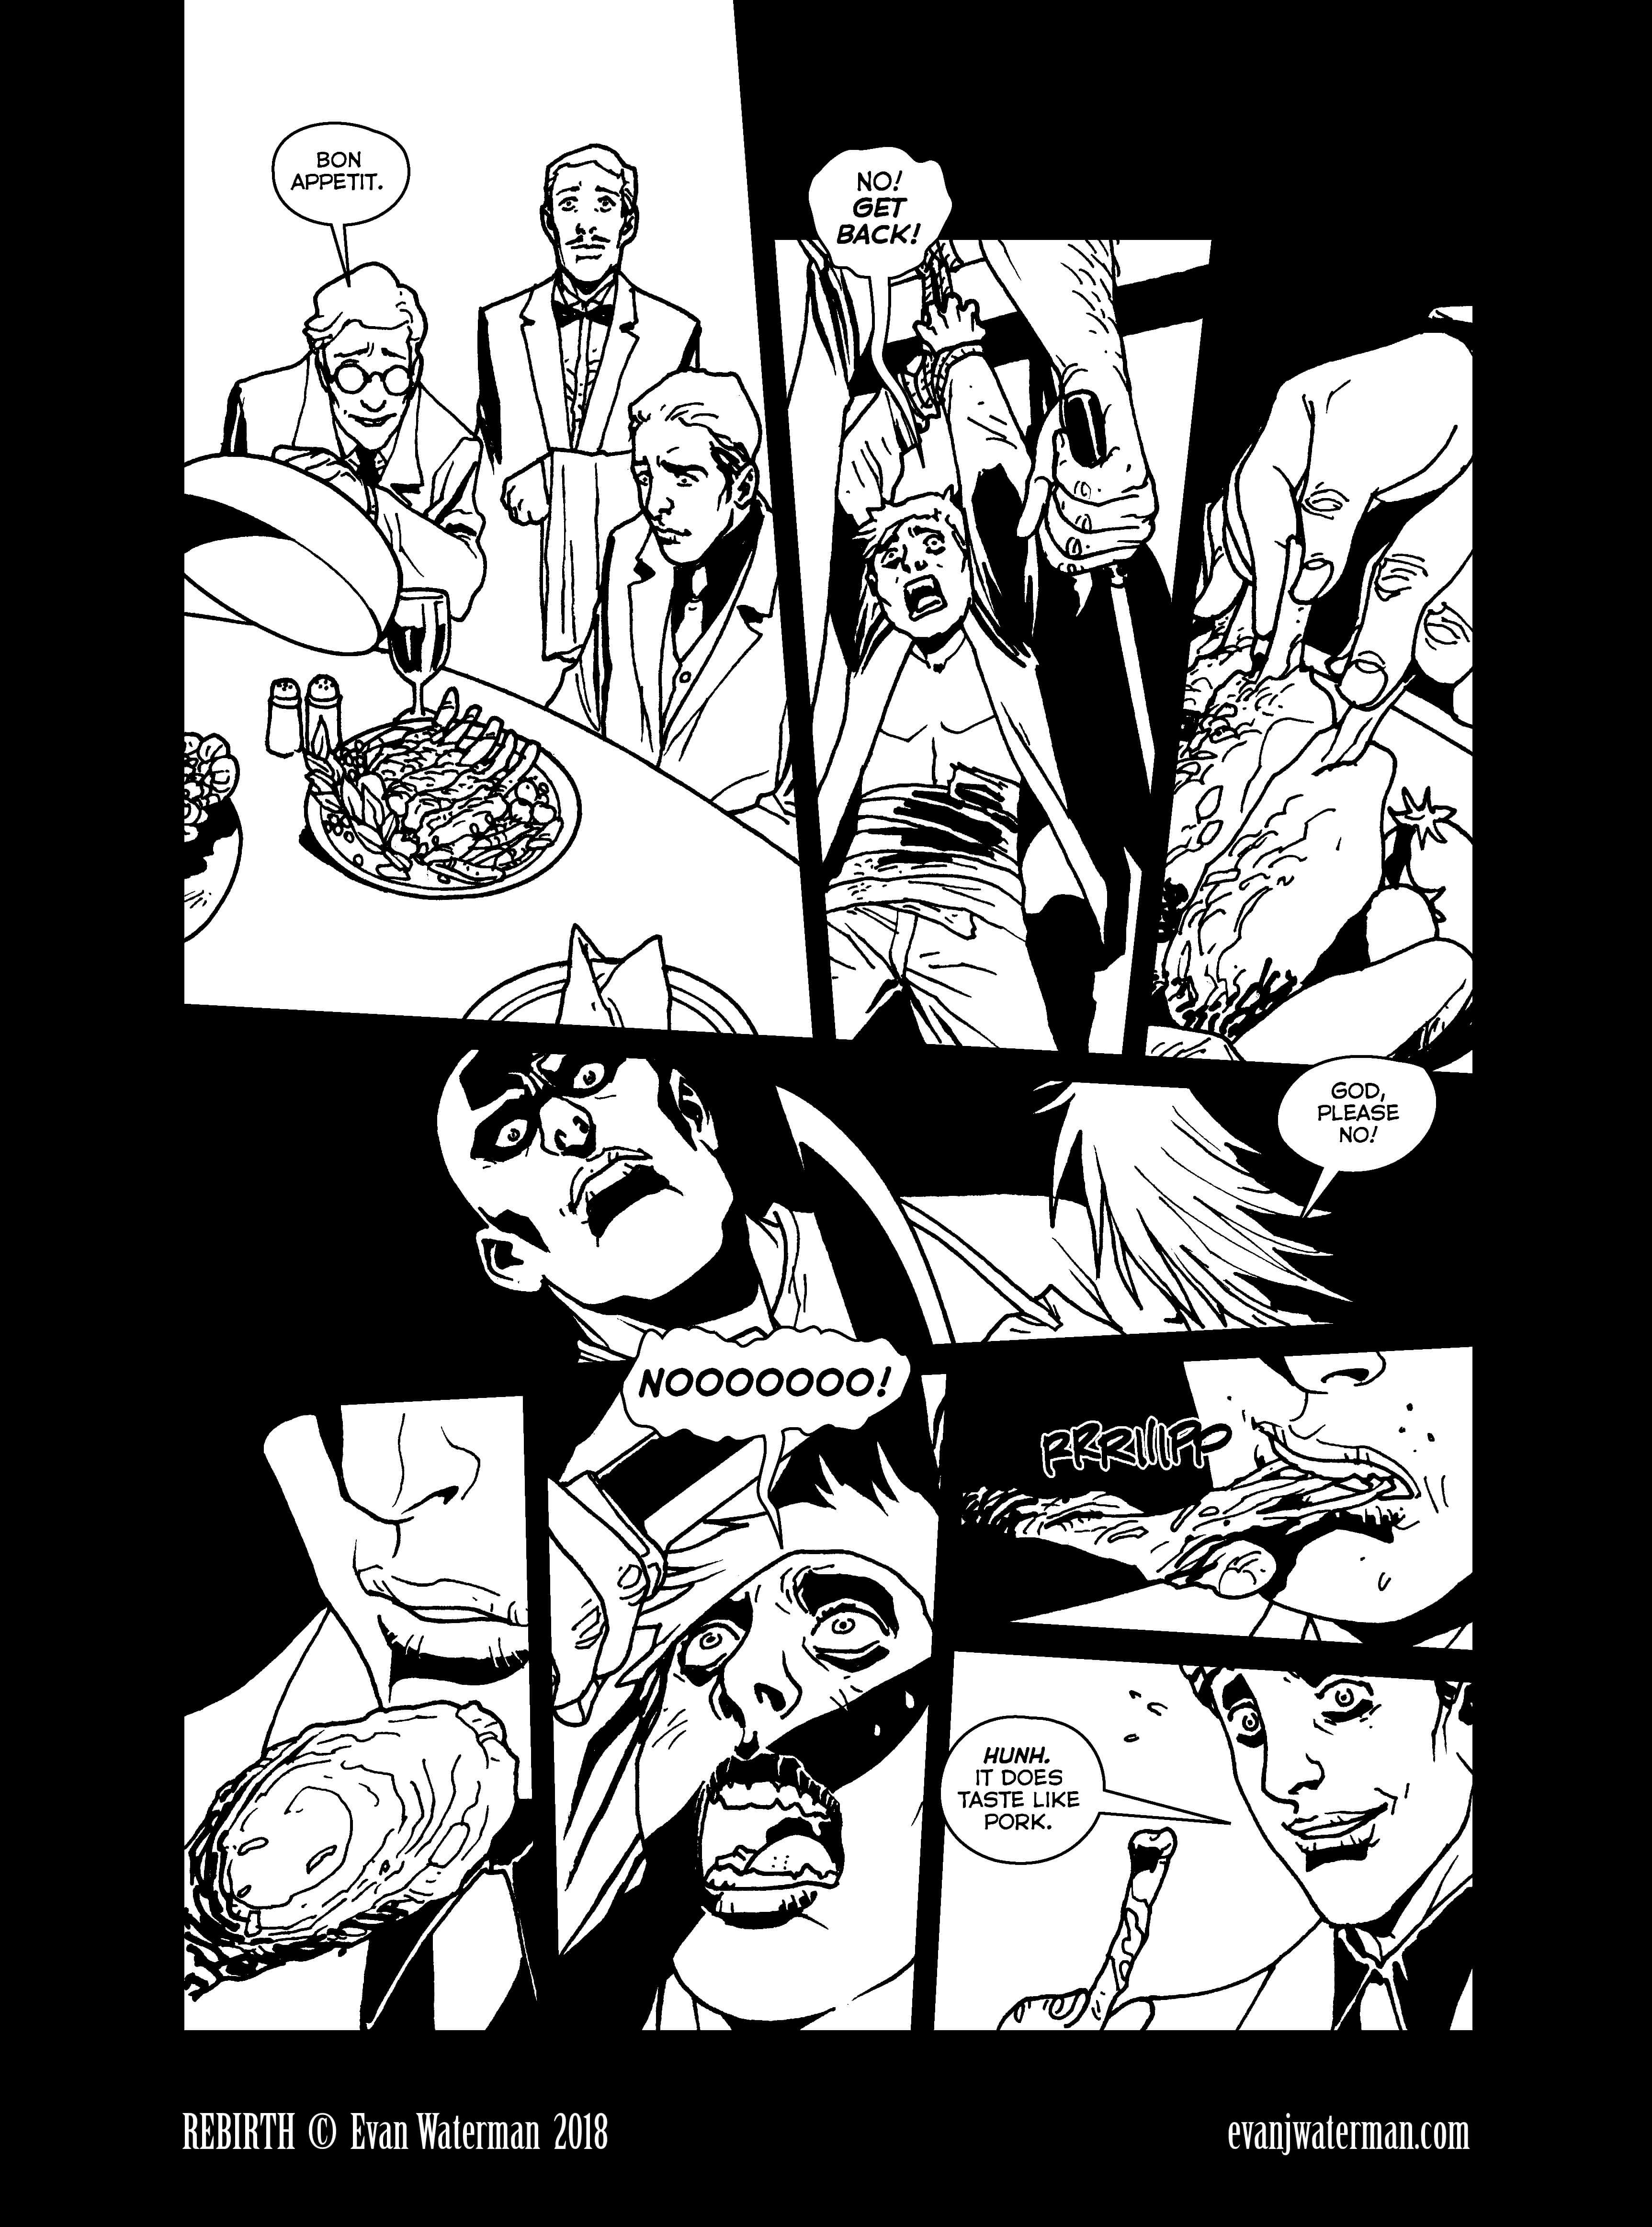 BON
APPETIT.
NO!
GET
BACK!
GOD,
PLEASE
NO!
NOOOOOOO!
RRRIIIPP
HUNH.
IT DOES
TASTE LIKE
PORK.
REBIRTH © Evan Waterman 2018
evanjwaterman.com